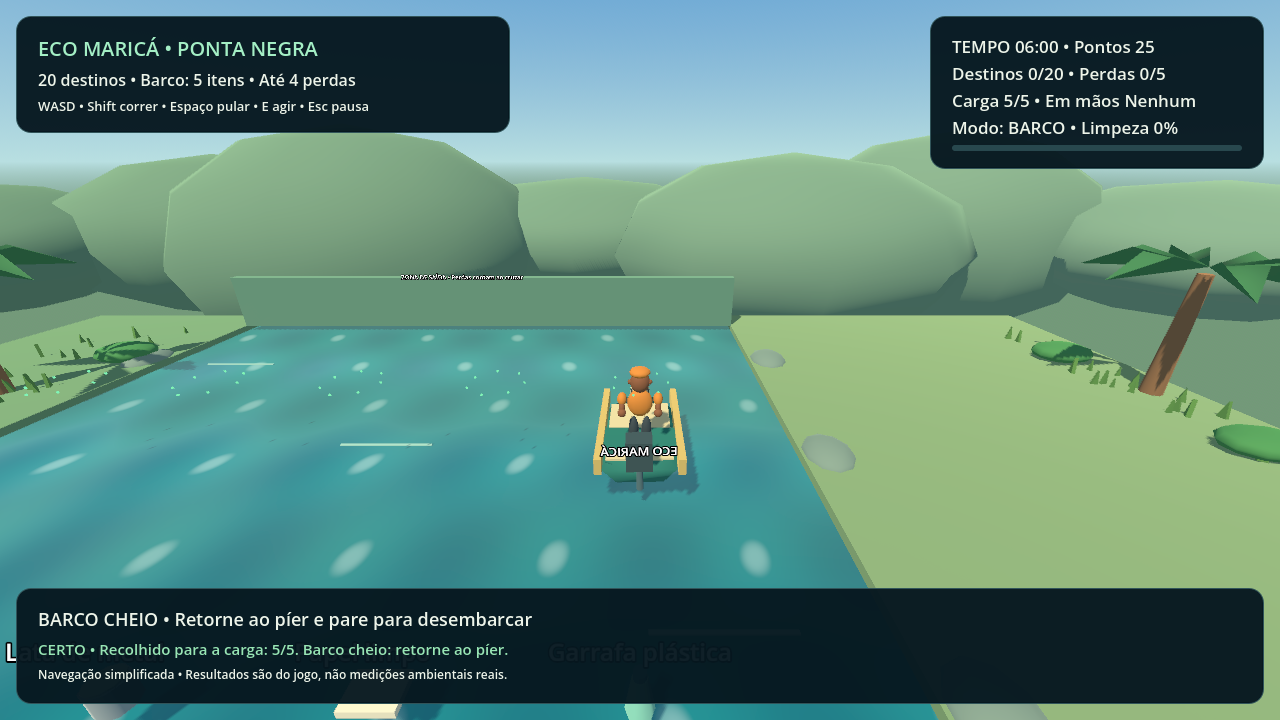 ECO MARICÁ • PONTA NEGRA
20 destinos • Barco: 5 itens • Até 4 perdas
WASD • Shift correr • Espaço pular • E agir • Esc pausa
TEMPO 06:00 • Pontos 25
Destinos 0/20 • Perdas 0/5
Carga 5/5 • Em mãos Nenhum
Modo: BARCO • Limpeza 0%
ECO MARICÁ
BARCO CHEIO • Retorne ao píer e pare para desembarcar
CERTO • Recolhido para a carga: 5/5. Barco cheio: retorne ao píer.
Garrafa plástica
Navegação simplificada • Resultados são do jogo, não medições ambientais reais.